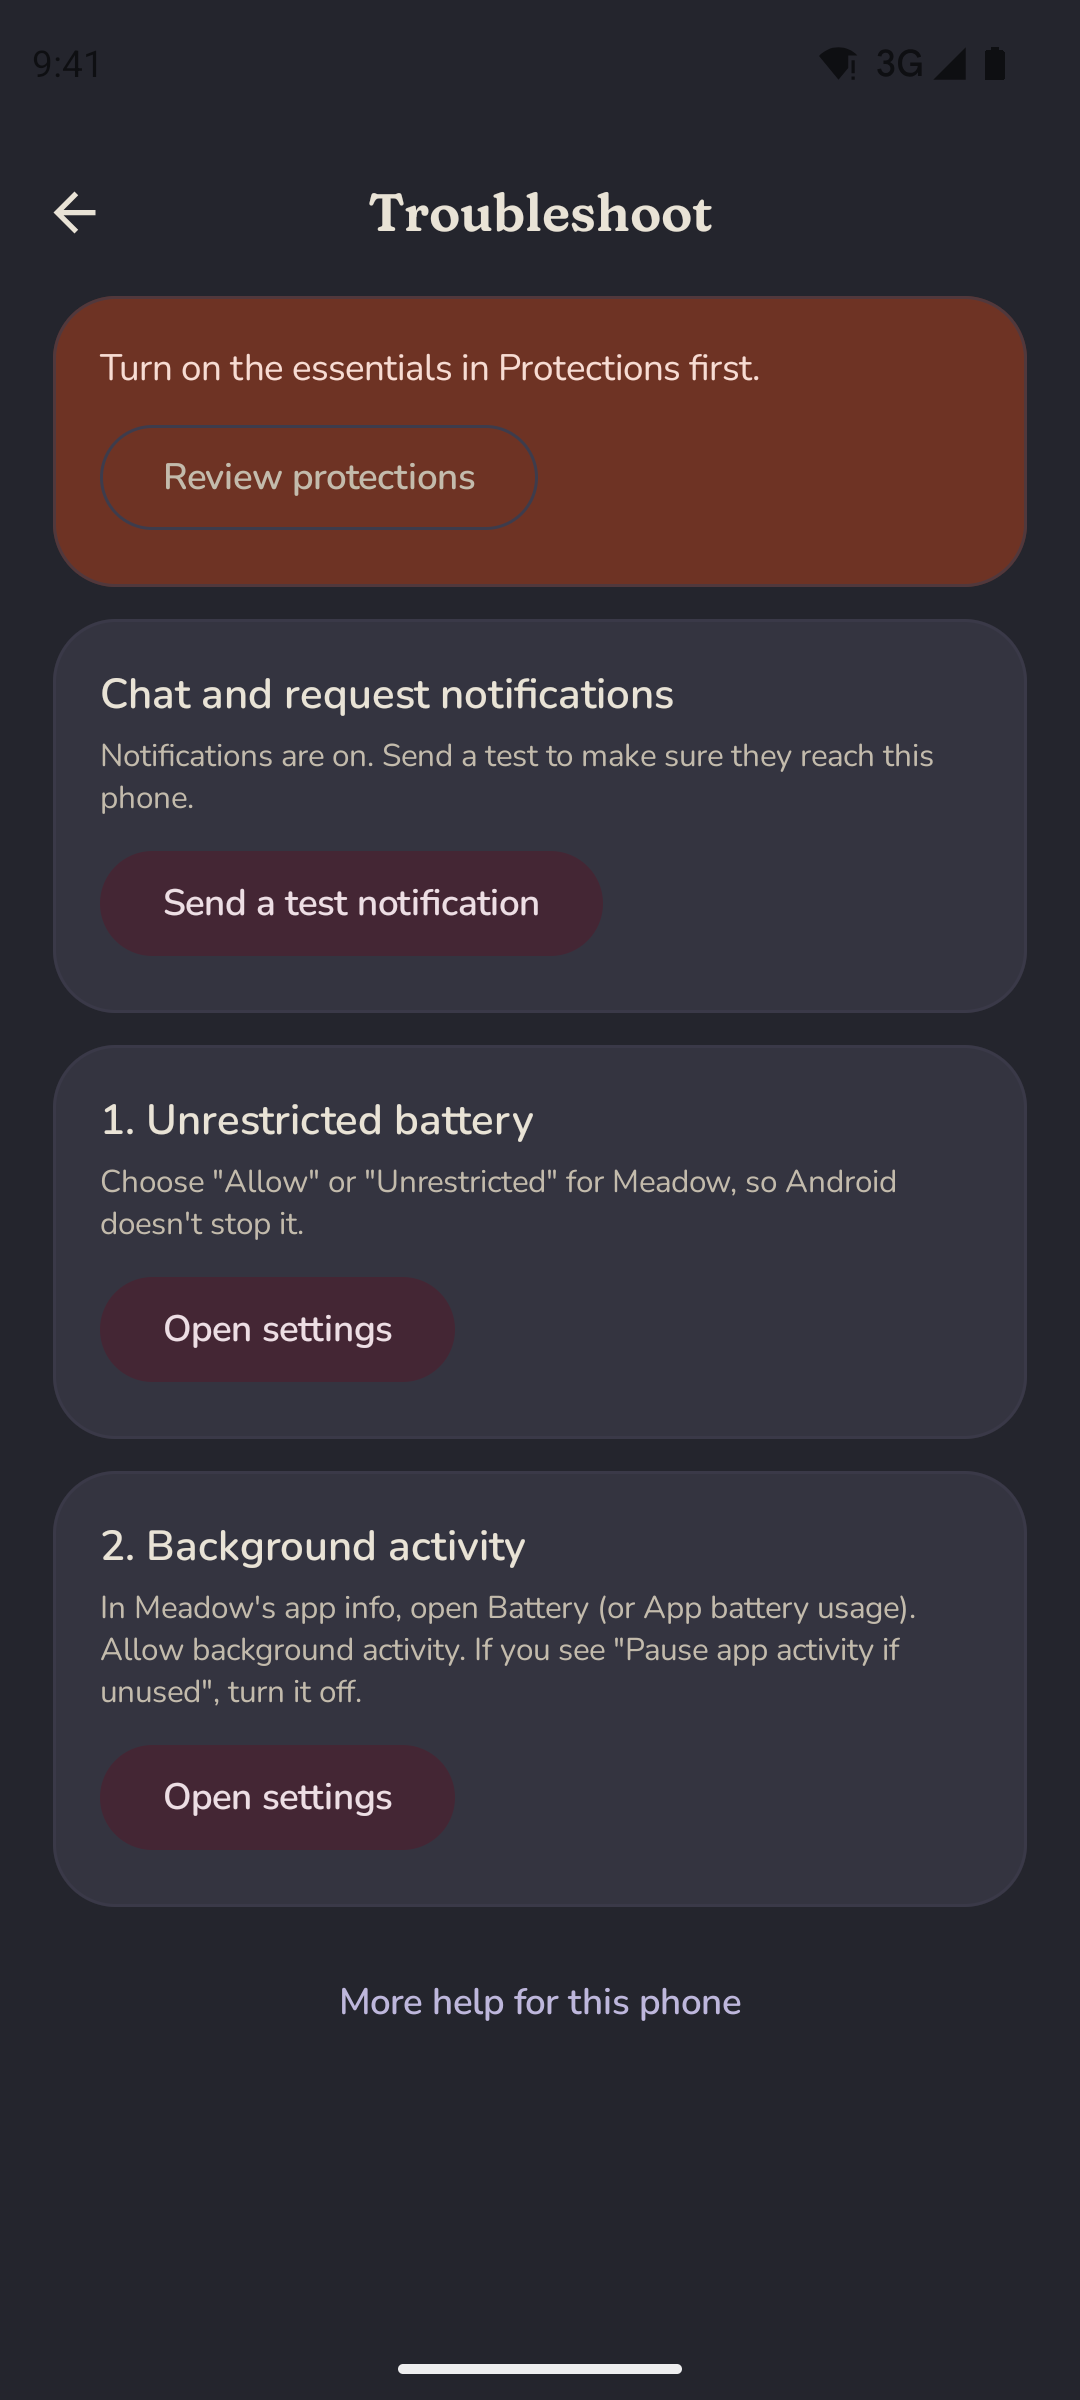 9:41
3G
Troubleshoot
Turn on the essentials in Protections first.
Review protections
Chat and request notifications
Notifications are on. Send a test to make sure they reach this
phone.
Send a test notification
1. Unrestricted battery
Choose "Allow" or "Unrestricted" for Meadow, so Android
doesn't stop it.
Open settings
2. Background activity
In Meadow's app info, open Battery (or App battery usage).
Allow background activity. If you see "Pause app activity if
unused", turn it off.
Open settings
More help for this phone